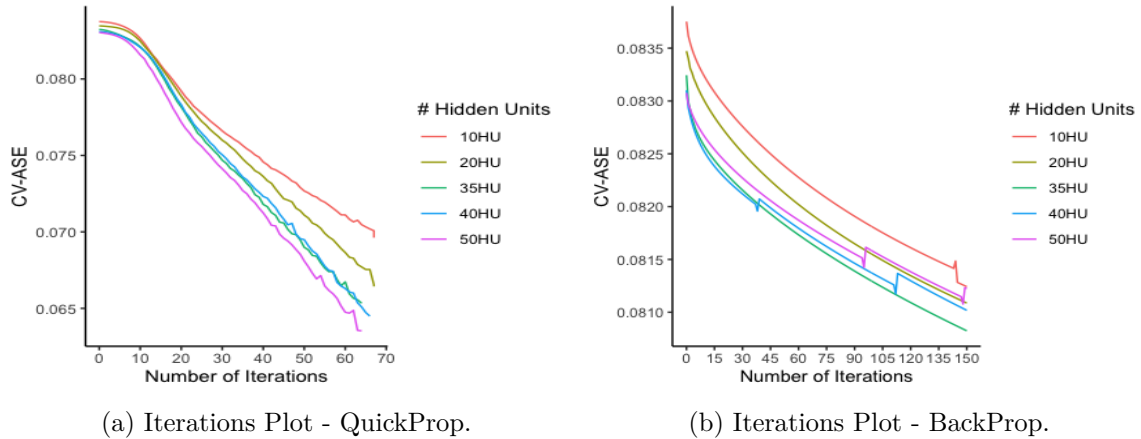 0.080
0.075
0.070
0.065
CV-ASE
0 10 20 30 40 50 60 70
Number of Iterations
# Hidden Units
10HU
20HU
35HU
40HU
50HU
(a) Iterations Plot - QuickProp.
0.0835
0.0830
0.0825
0.0820
0.0815
0.0810
CV-ASE
0 15 30 45 60 75 90 105 120 135 150
Number of Iterations
# Hidden Units
10HU
20HU
35HU
40HU
50HU
(b) Iterations Plot - BackProp.